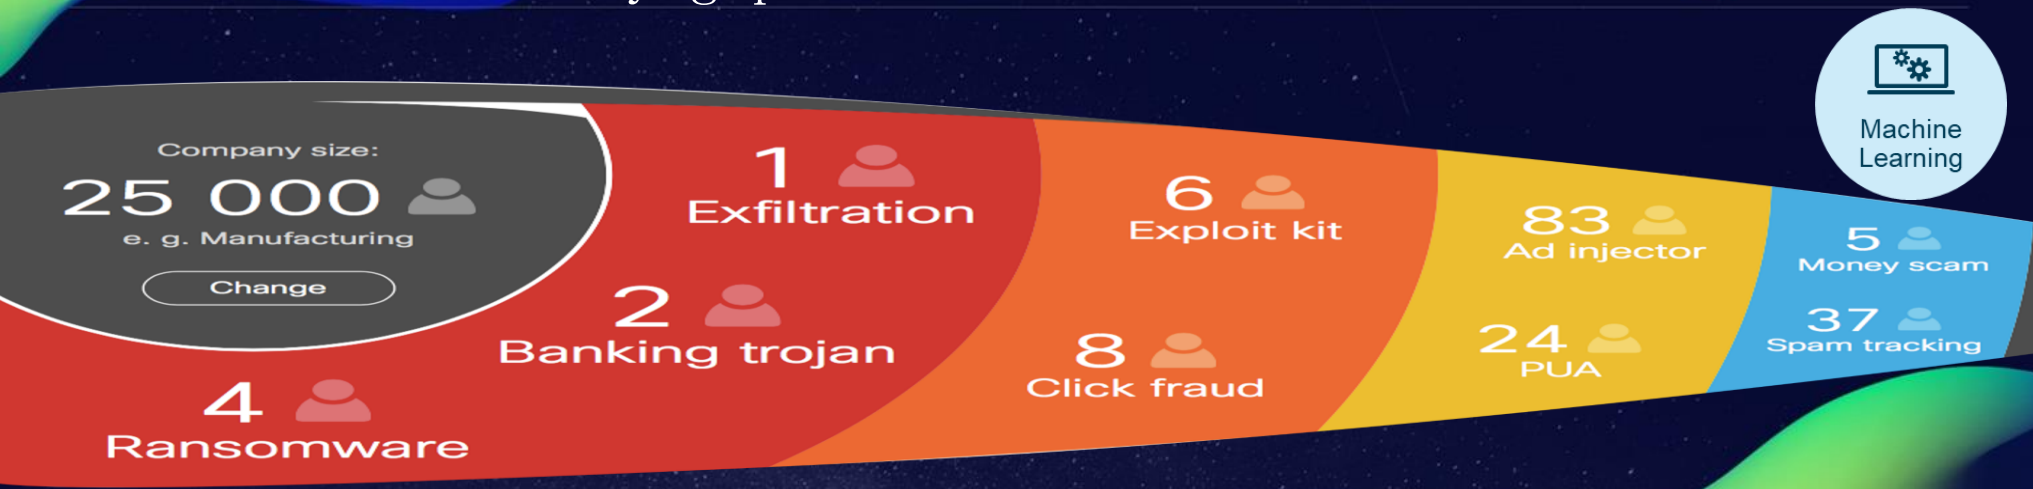 Company size:
25 000
e. g. Manufacturing
Change
1
Exfiltration
2
Banking trojan
4
Ransomware
6
Exploit kit
8
Click fraud
83
Ad injector
24
PUA
5
Money scam
37
Spam tracking
Machine
Learning